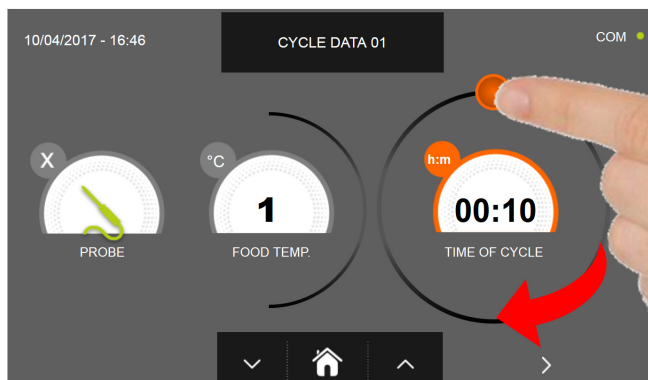 10/04/2017 - 16:46
CYCLE DATA 01
COM
X
°C
h:m
1
00:10
PROBE
FOOD TEMP.
TIME OF CYCLE